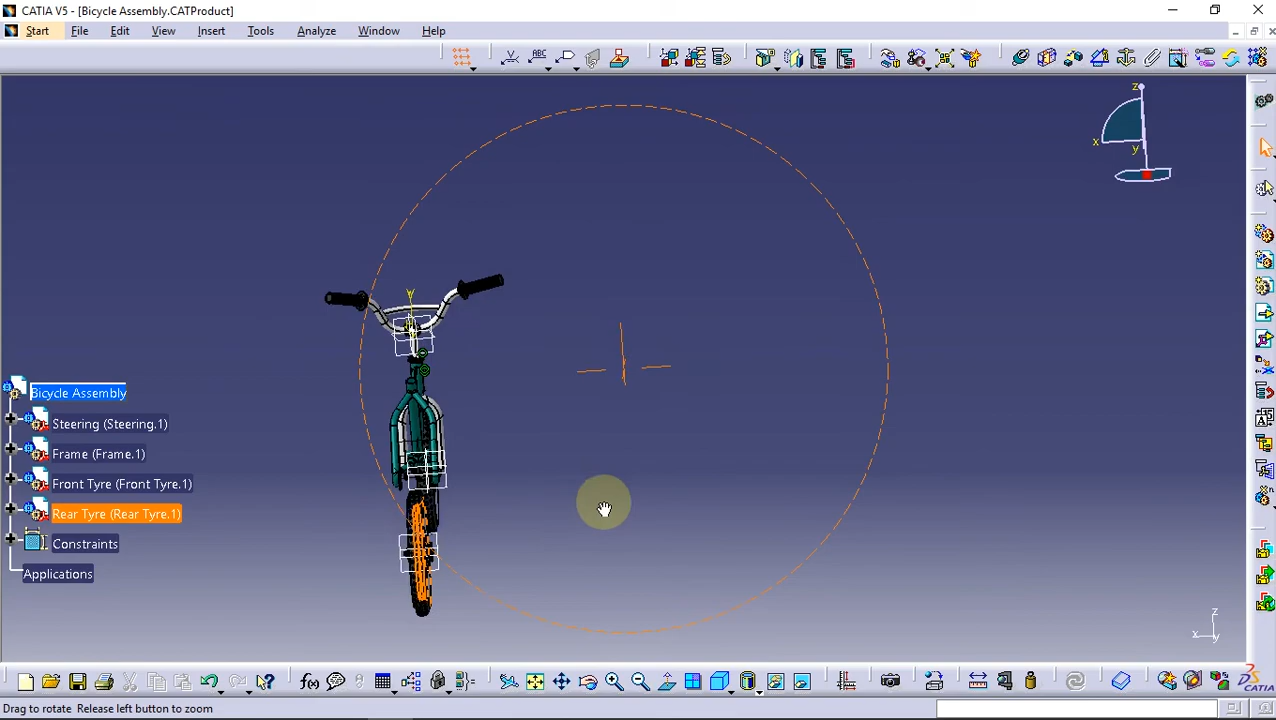 CATIA V5 - [Bicycle Assembly.CATProduct]
Start File Edit View Insert Tools Analyze Window Help
ABC
z
x
y
Y
Bicycle Assembly
Steering (Steering.1)
Frame (Frame.1)
Front Tyre (Front Tyre.1)
Rear Tyre (Rear Tyre.1)
Constraints
Applications
z
x y
f(x)
CATIA
Drag to rotate Release left button to zoom